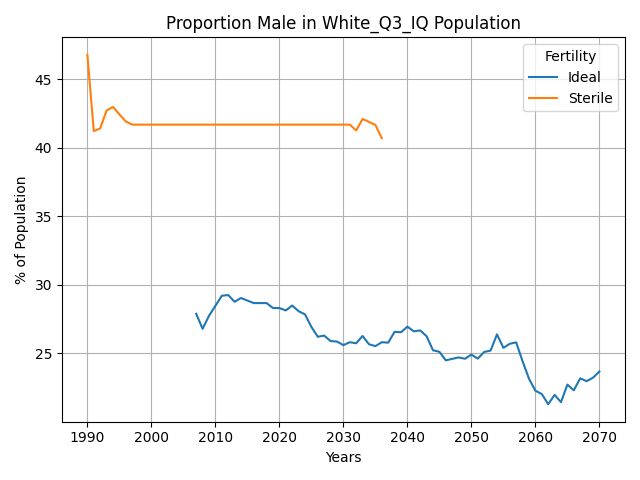 Proportion Male in White_Q3_IQ Population
Fertility
Ideal
Sterile
% of Population
45
40
35
30
25
1990 2000 2010 2020 2030 2040 2050 2060 2070
Years